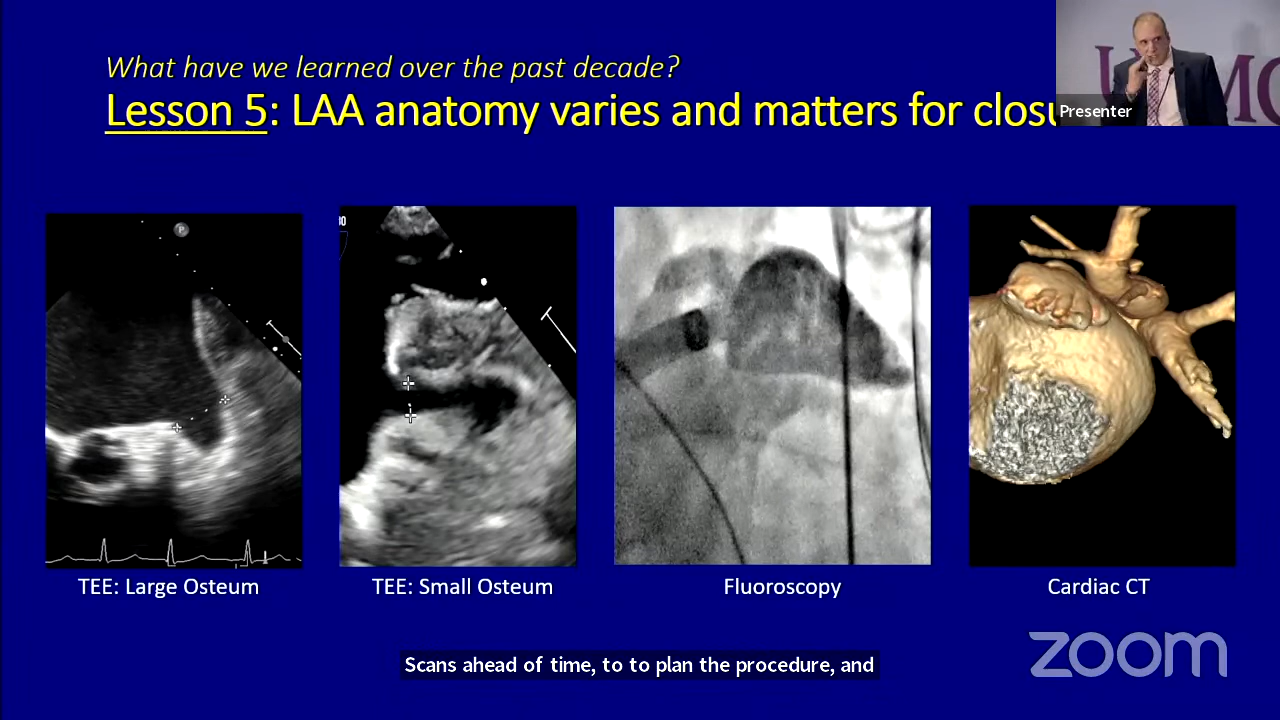 What have we learned over the past decade?
Lesson 5: LAA anatomy varies and matters for closu
Presenter
P
TEE: Large Osteum
TEE: Small Osteum
Fluoroscopy
Cardiac CT
Scans ahead of time, to to plan the procedure, and
zoom